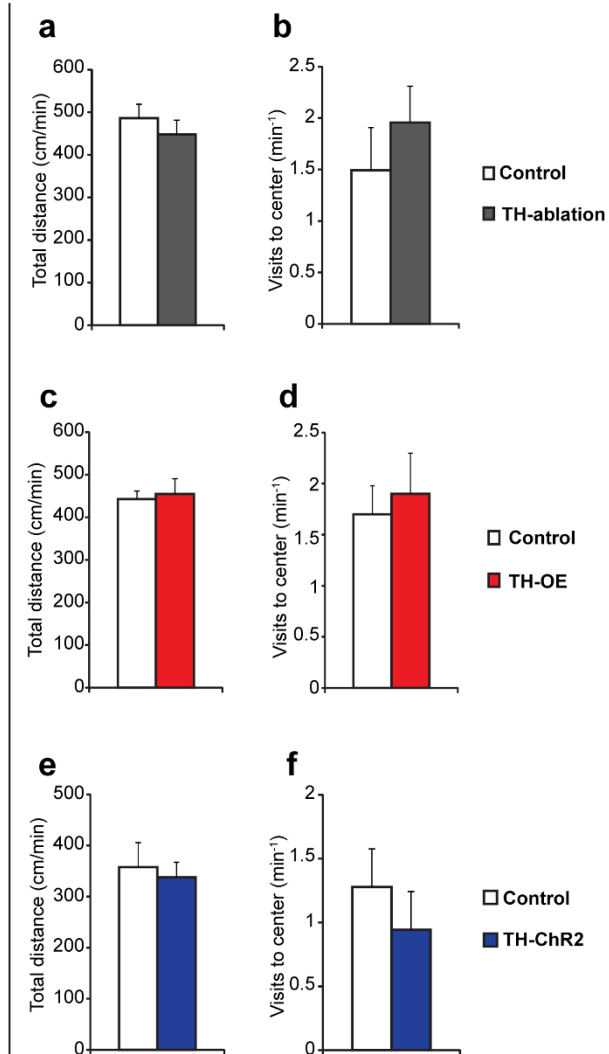 a
Total distance (cm/min)
600
500
400
300
200
100
0
b
Visits to center (min⁻¹)
2.5
2
1.5
1
0.5
0
Control
TH-ablation
c
Total distance (cm/min)
600
500
400
300
200
100
0
d
Visits to center (min⁻¹)
2.5
2
1.5
1
0.5
0
Control
TH-OE
e
Total distance (cm/min)
500
400
300
200
100
0
f
Visits to center (min⁻¹)
2
1.5
1
0.5
0
Control
TH-ChR2